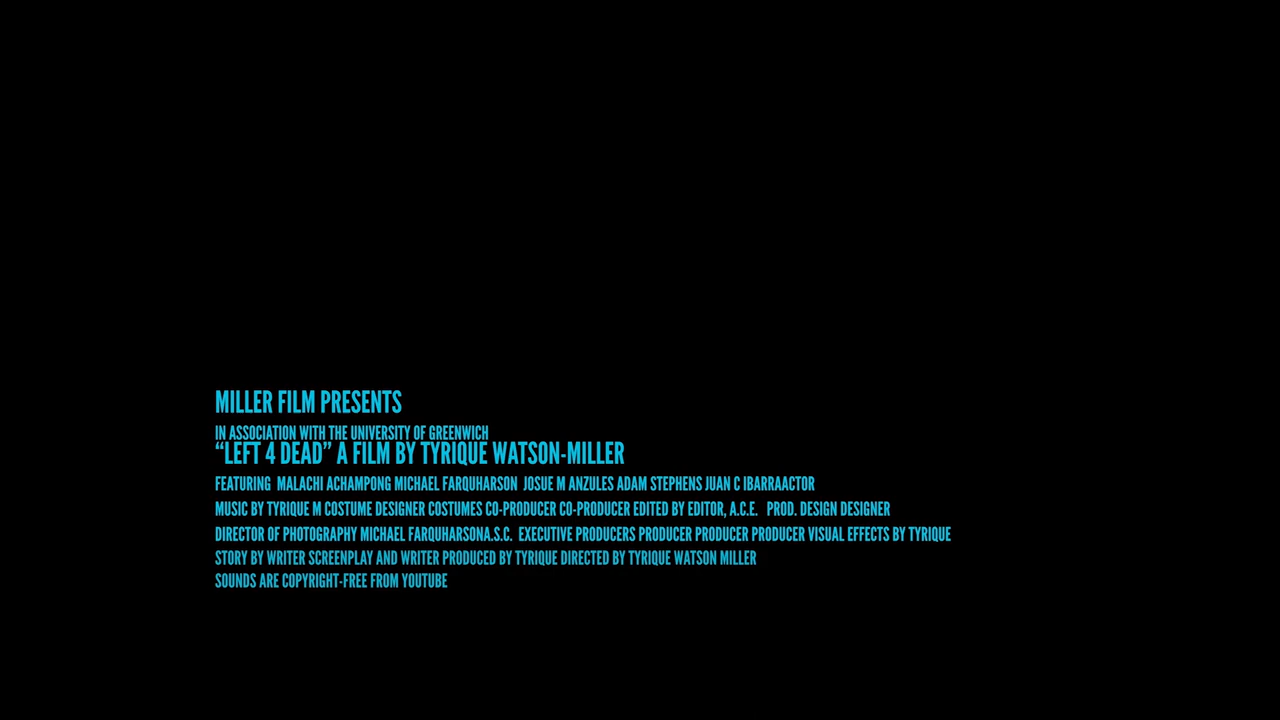 MILLER FILM PRESENTS
IN ASSOCIATION WITH THE UNIVERSITY OF GREENWICH
“LEFT 4 DEAD” A FILM BY TYRIQUE WATSON-MILLER
FEATURING MALACHI ACHAMPONG MICHAEL FARQUHARSON JOSUE M ANZULES ADAM STEPHENS JUAN C IBARRAACTOR
MUSIC BY TYRIQUE M COSTUME DESIGNER COSTUMES CO-PRODUCER CO-PRODUCER EDITED BY EDITOR, A.C.E. PROD. DESIGN DESIGNER
DIRECTOR OF PHOTOGRAPHY MICHAEL FARQUHARSONA.S.C. EXECUTIVE PRODUCERS PRODUCER PRODUCER PRODUCER VISUAL EFFECTS BY TYRIQUE
STORY BY WRITER SCREENPLAY AND WRITER PRODUCED BY TYRIQUE DIRECTED BY TYRIQUE WATSON MILLER
SOUNDS ARE COPYRIGHT-FREE FROM YOUTUBE